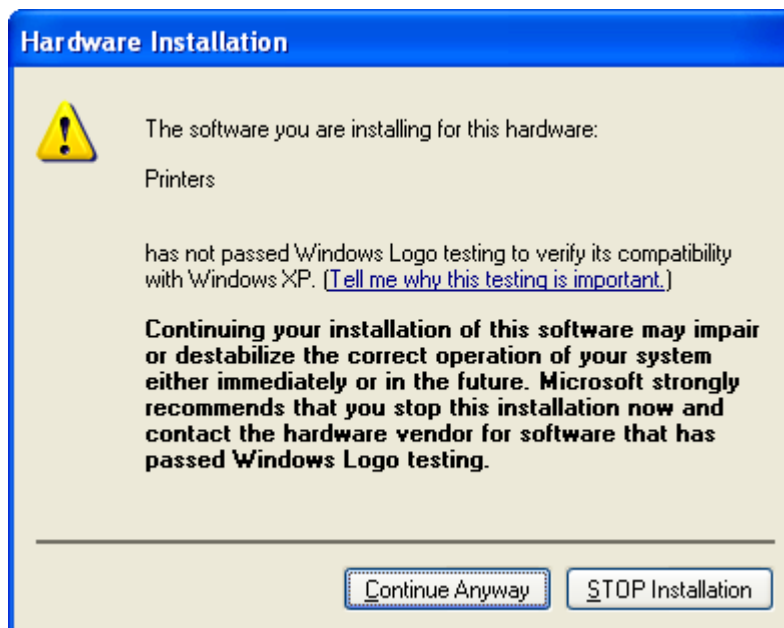 Hardware Installation
The software you are installing for this hardware:
Printers
has not passed Windows Logo testing to verify its compatibility
with Windows XP. (Tell me why this testing is important.)
Continuing your installation of this software may impair
or destabilize the correct operation of your system
either immediately or in the future. Microsoft strongly
recommends that you stop this installation now and
contact the hardware vendor for software that has
passed Windows Logo testing.
Continue Anyway
STOP Installation